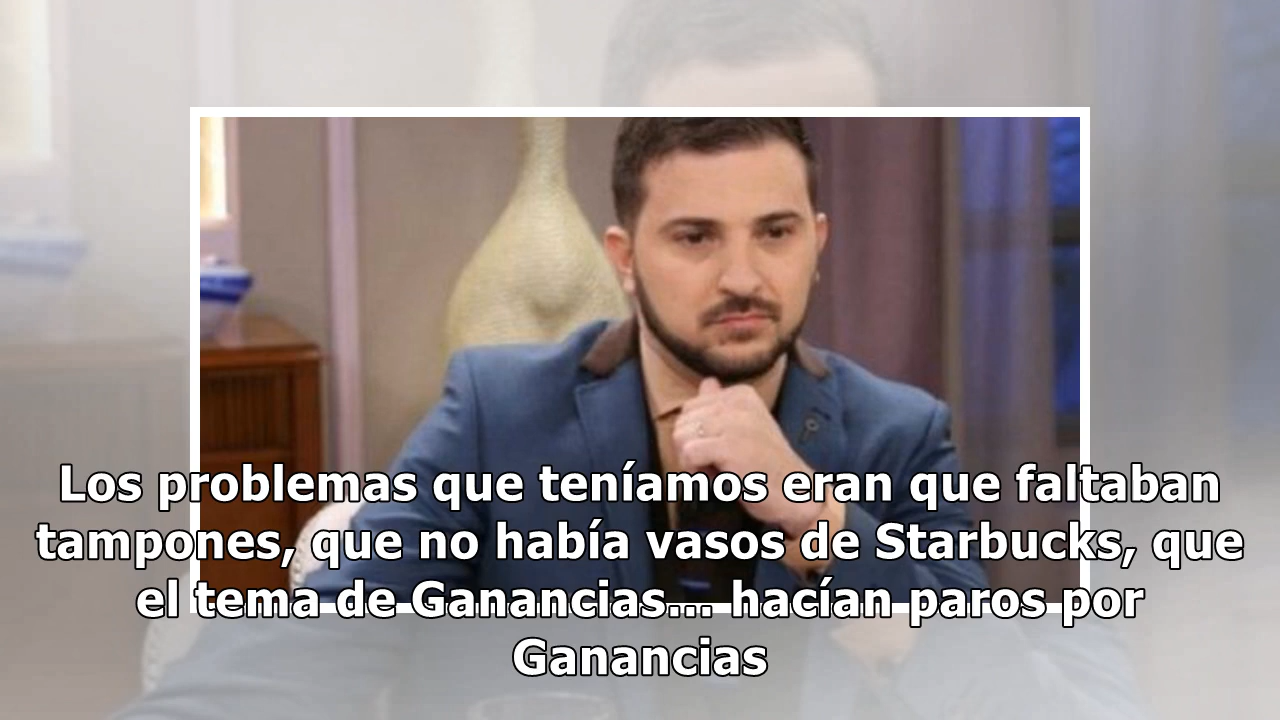 Los problemas que teníamos eran que faltaban
tampones, que no había vasos de Starbucks, que
el tema de Ganancias... hacían paros por
Ganancias